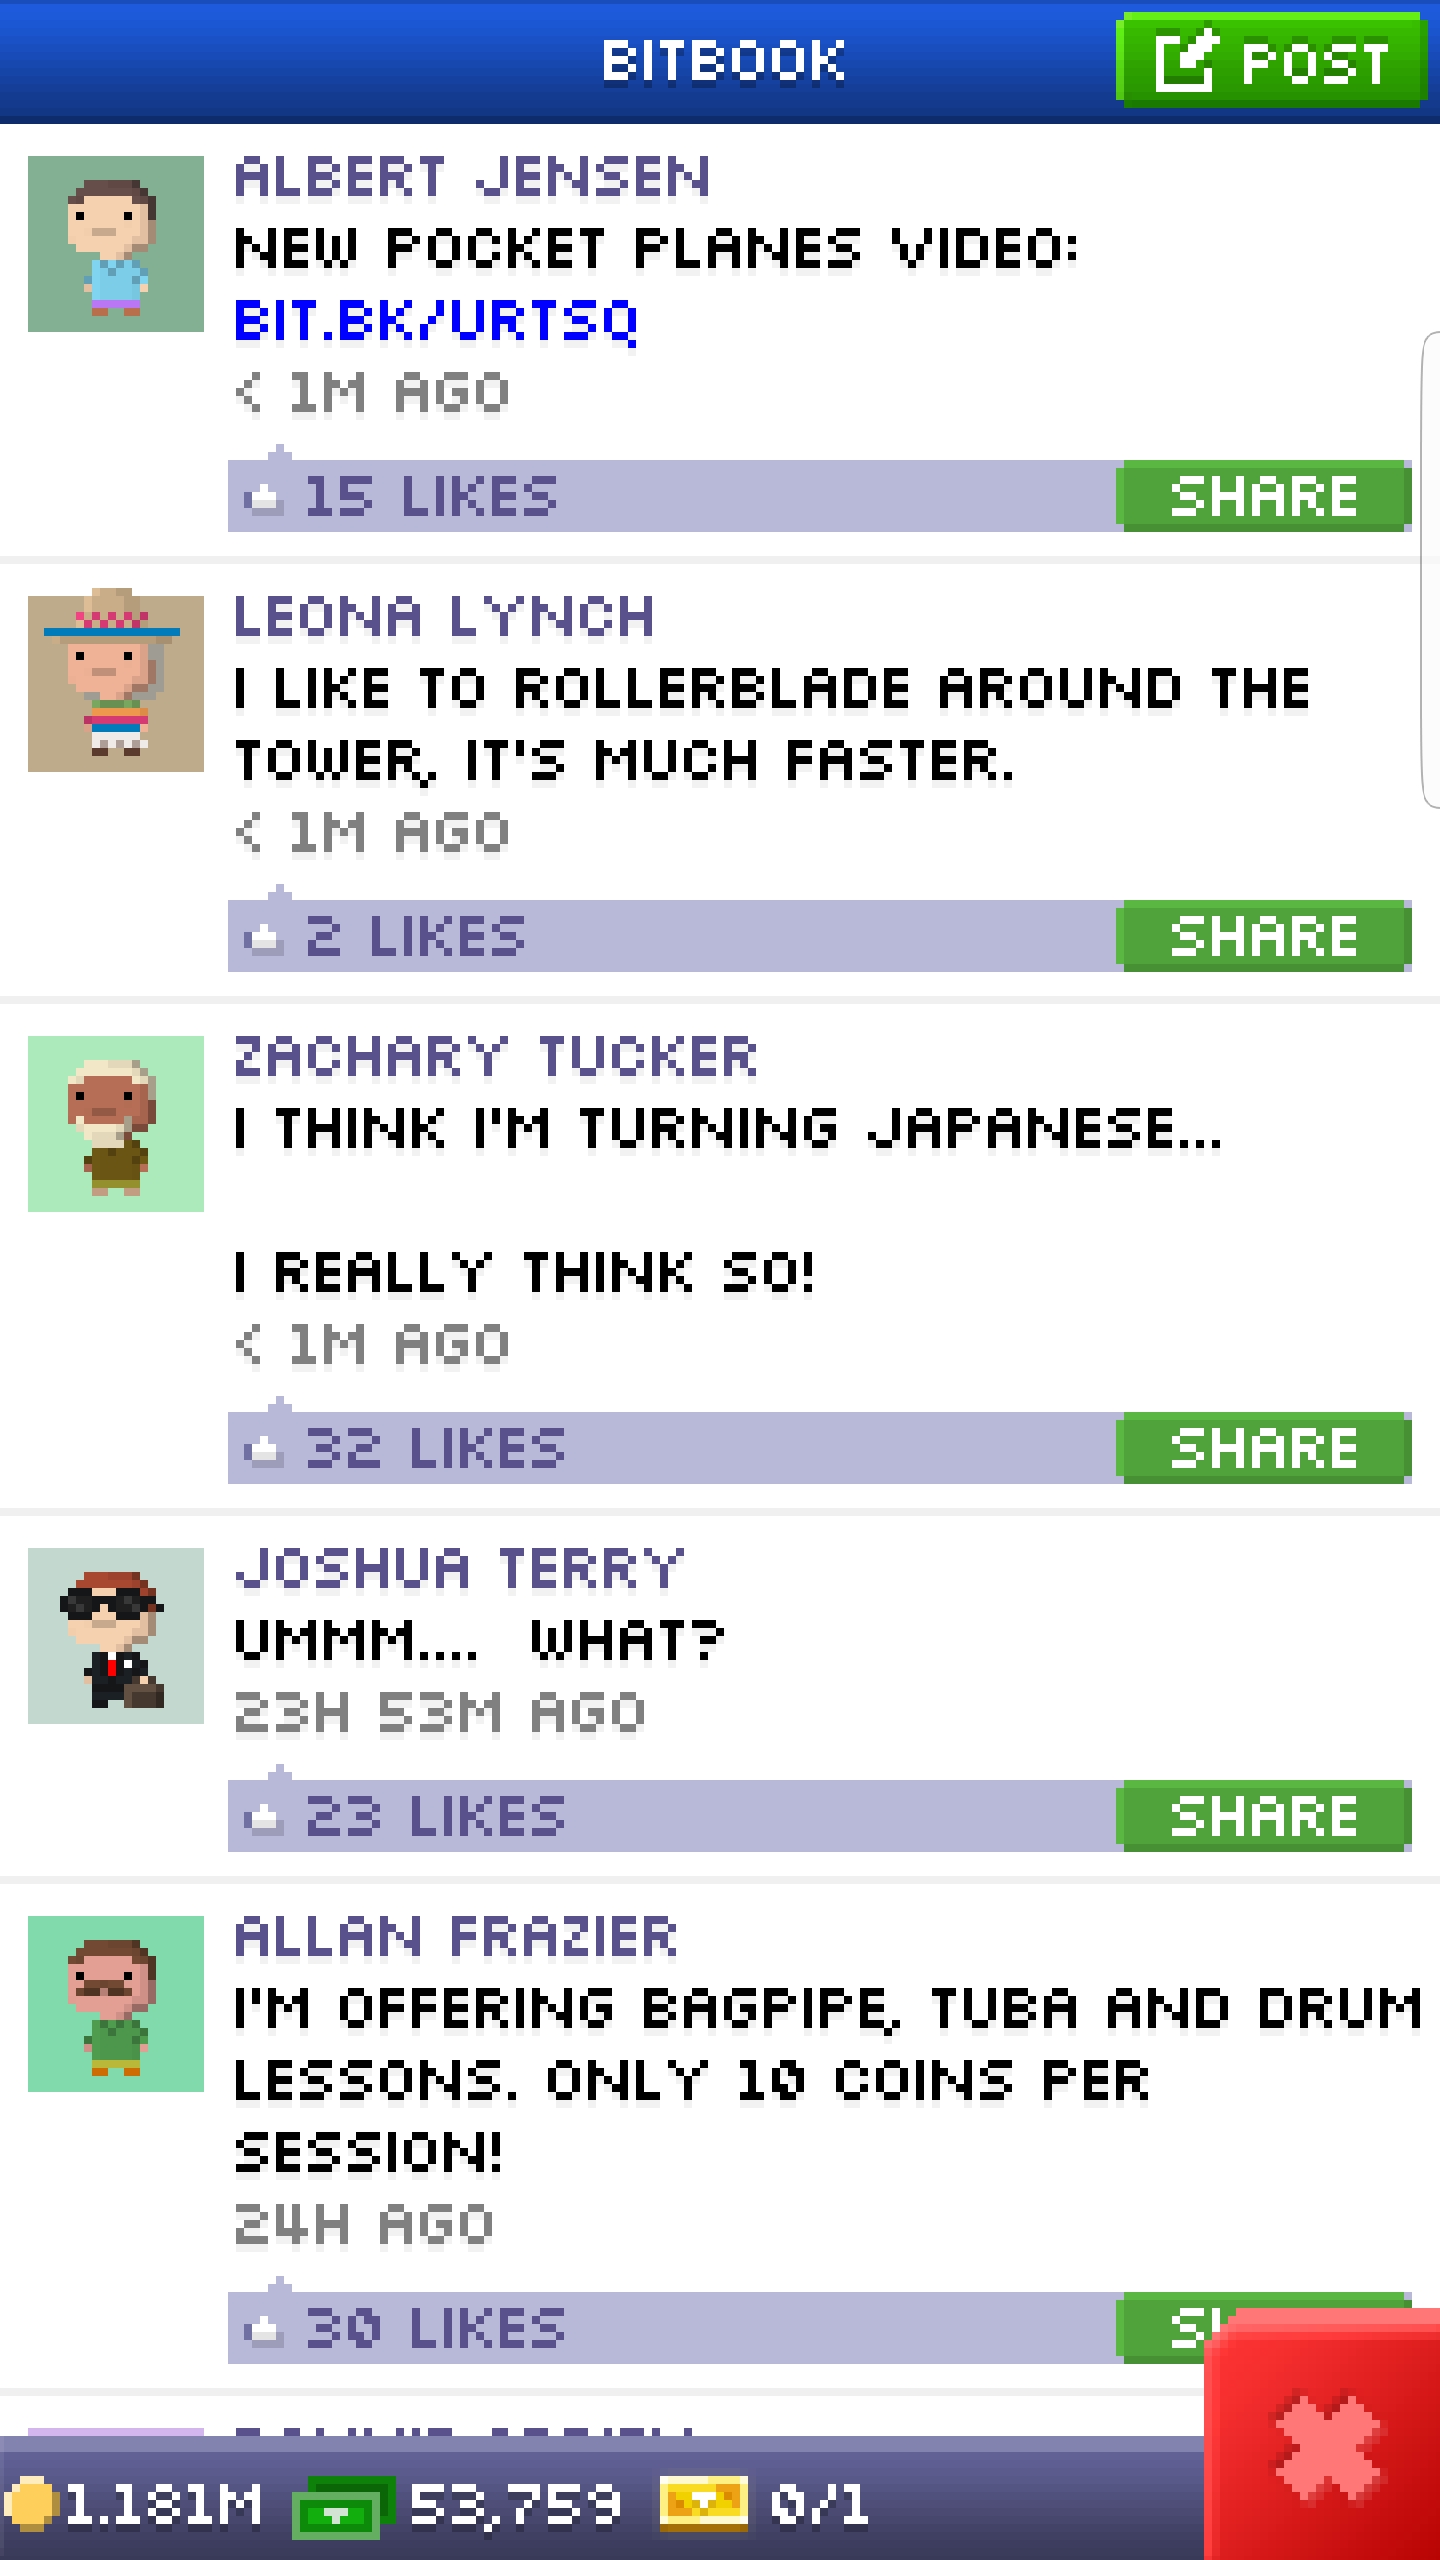 BITBOOK
POST
ALBERT JENSEN
NEW POCKET PLANES VIDEO:
BIT.BK/URTSQ
< 1M AGO
15 LIKES
SHARE
LEONA LYNCH
I LIKE TO ROLLERBLADE AROUND THE
TOWER, IT'S MUCH FASTER.
< 1M AGO
2 LIKES
SHARE
ZACHARY TUCKER
I THINK I'M TURNING JAPANESE...
I REALLY THINK SO!
< 1M AGO
32 LIKES
SHARE
JOSHUA TERRY
UMMM.... WHAT?
23H 53M AGO
23 LIKES
SHARE
ALLAN FRAZIER
I'M OFFERING BAGPIPE, TUBA AND DRUM
LESSONS. ONLY 10 COINS PER
SESSION!
24H AGO
30 LIKES
1.181M
53,759
0/1